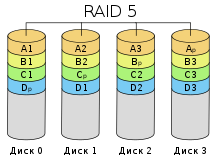 RAID 5
A1 A2 A3 Ap
B1 B2 Bp B3
C1 Cp C2 C3
Dp D1 D2 D3
Диск 0 Диск 1 Диск 2 Диск 3